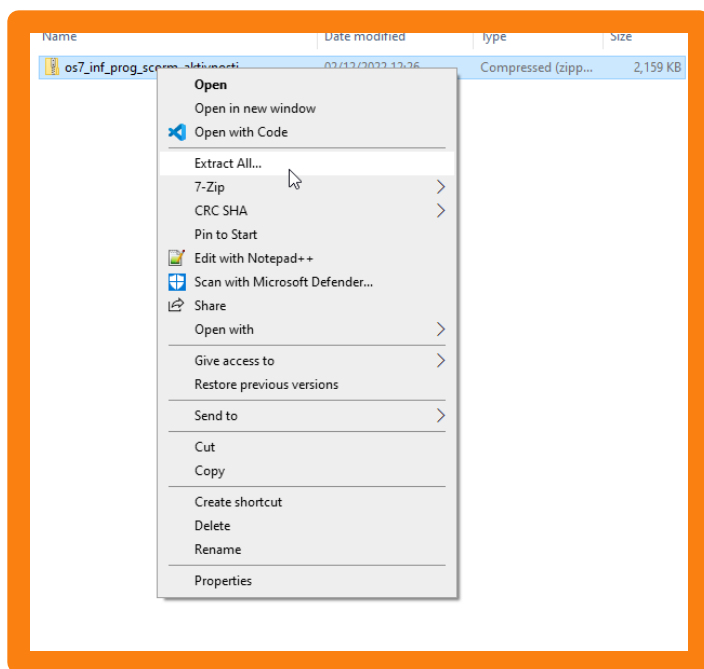 Name Date modified Type Size
os7_inf_prog_scorm_aktivnosti 02/12/2022 12:26 Compressed (zipp... 2,159 KB
Open
Open in new window
Open with Code
Extract All...
7-Zip
CRC SHA
Pin to Start
Edit with Notepad++
Scan with Microsoft Defender...
Share
Open with
Give access to
Restore previous versions
Send to
Cut
Copy
Create shortcut
Delete
Rename
Properties